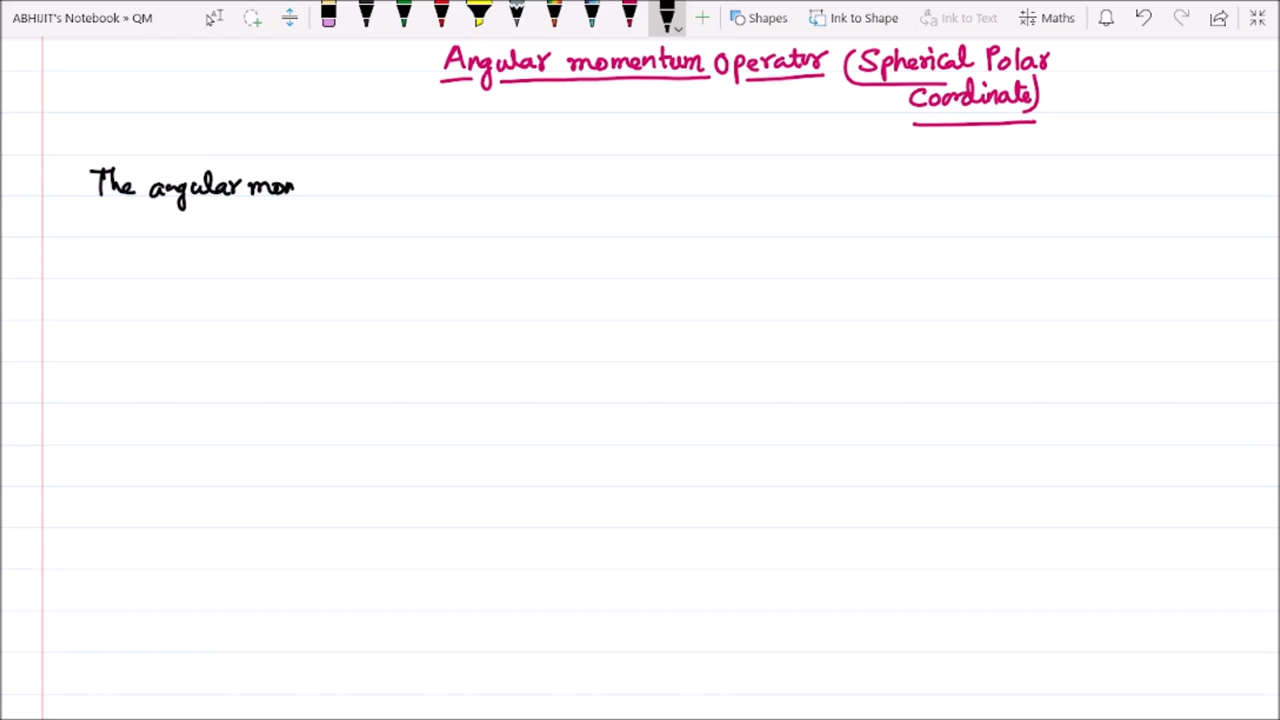 ABHIJIT's Notebook » QM
Shapes
Ink to Shape
Ink to Text
Maths
Angular momentum Operator (Spherical Polar
Coordinate)
The angular mom